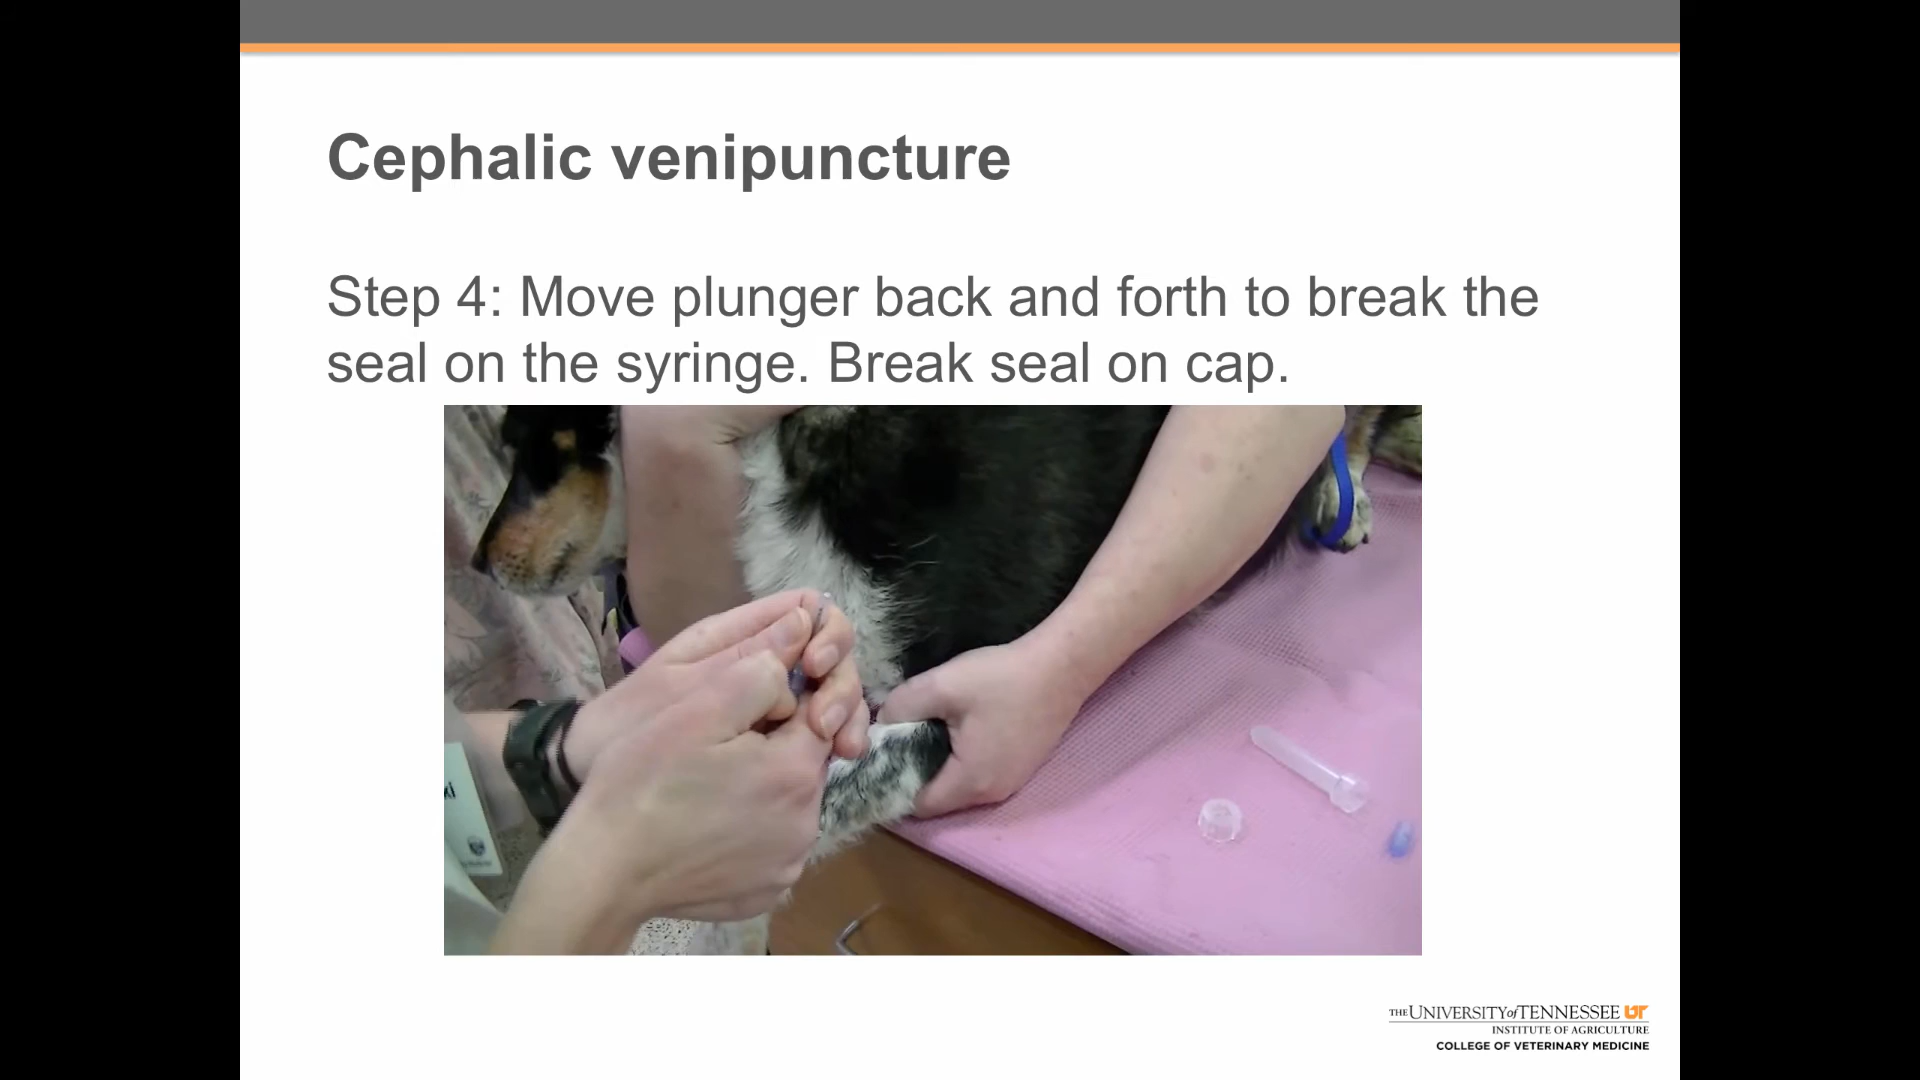 Cephalic venipuncture
Step 4: Move plunger back and forth to break the
seal on the syringe. Break seal on cap.
ki
THE UNIVERSITY of TENNESSEE UT
INSTITUTE OF AGRICULTURE
COLLEGE OF VETERINARY MEDICINE